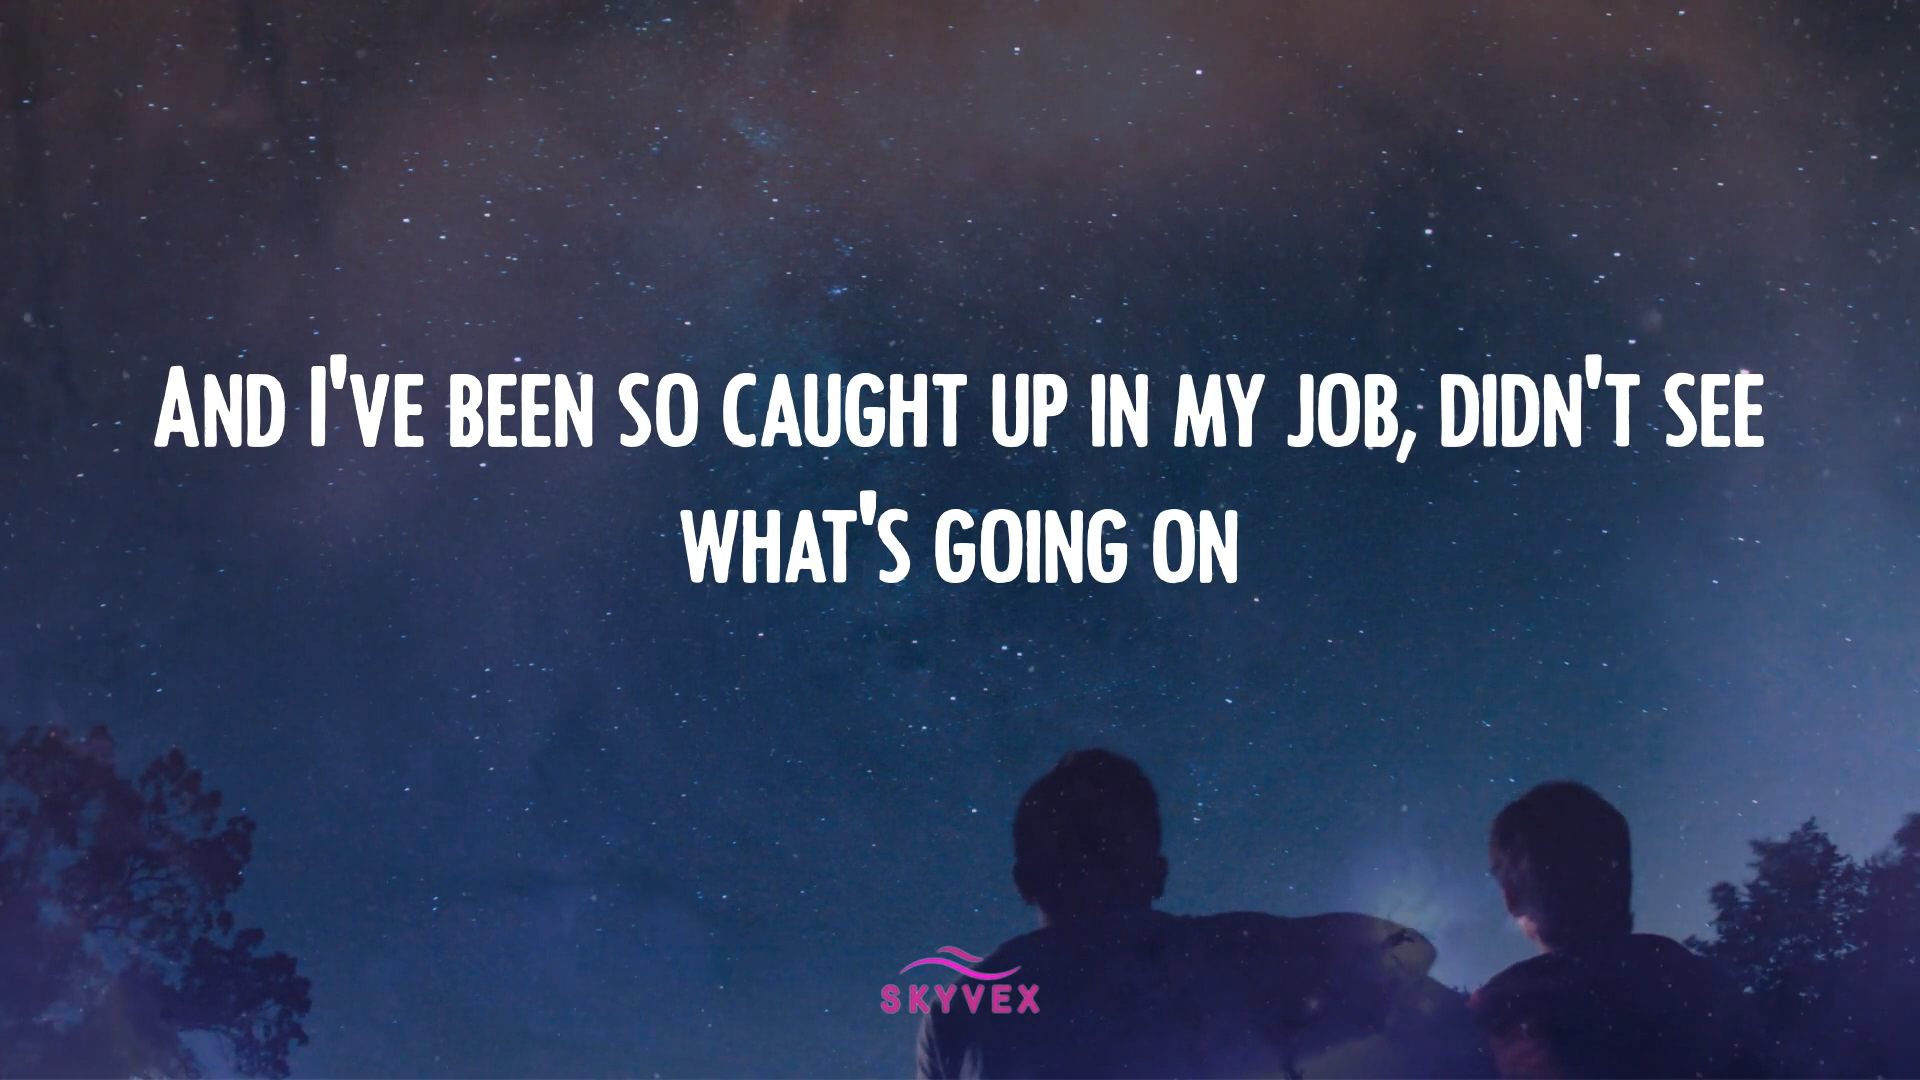 AND I'VE BEEN SO CAUGHT UP IN MY JOB, DIDN'T SEE
WHAT'S GOING ON
SKYVEX